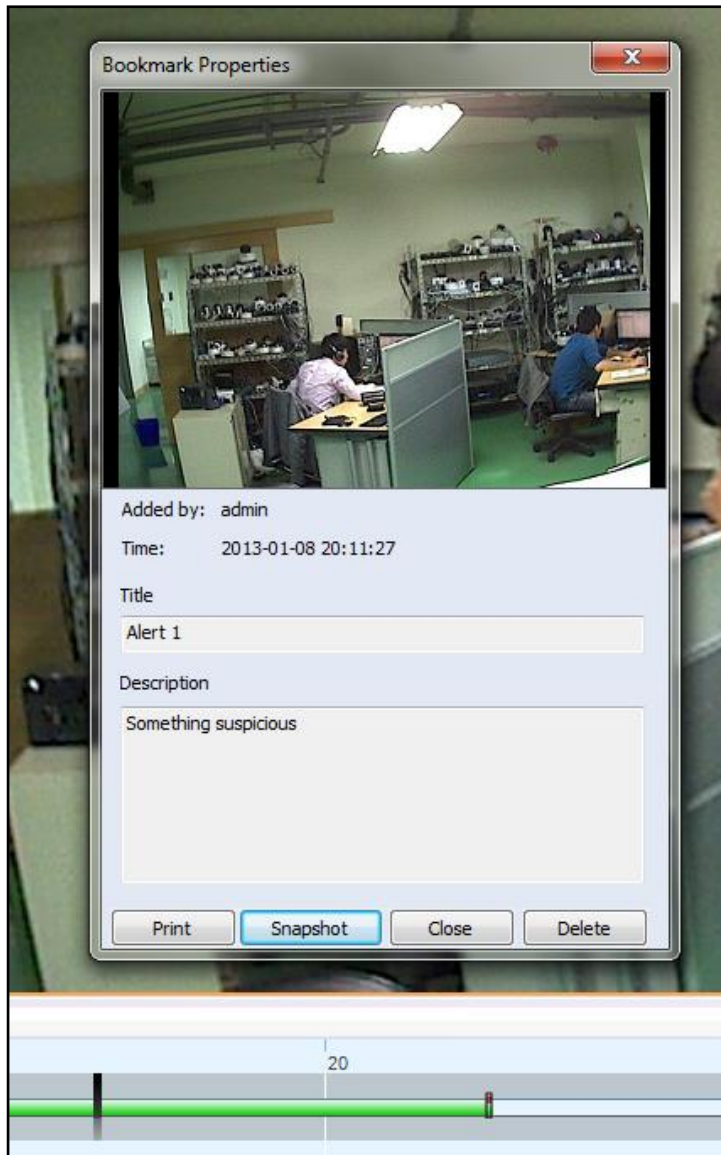 Bookmark Properties
Added by: admin
Time: 2013-01-08 20:11:27
Title
Alert 1
Description
Something suspicious
Print Snapshot Close Delete
20